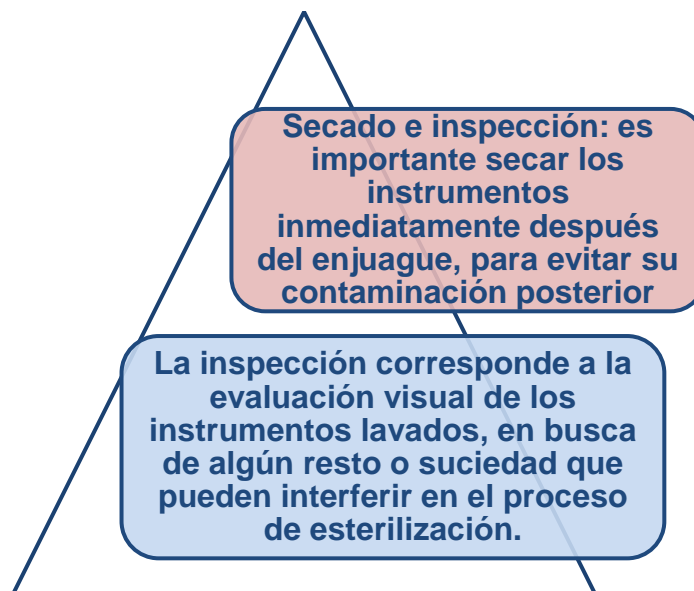 Secado e inspección: es
importante secar los
instrumentos
inmediatamente después
del enjuague, para evitar su
contaminación posterior
La inspección corresponde a la
evaluación visual de los
instrumentos lavados, en busca
de algún resto o suciedad que
pueden interferir en el proceso
de esterilización.